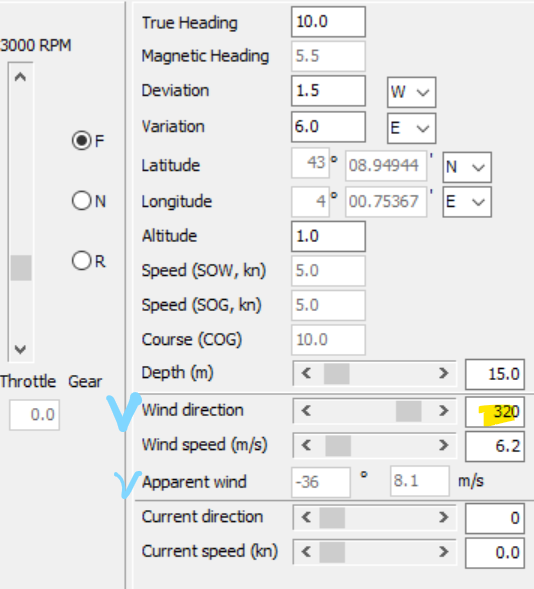 3000 RPM
F
N
R
Throttle Gear
0.0
True Heading 10.0
Magnetic Heading 5.5
Deviation 1.5 W
Variation 6.0 E
Latitude 43 ° 08.94944 ' N
Longitude 4 ° 00.75367 ' E
Altitude 1.0
Speed (SOW, kn) 5.0
Speed (SOG, kn) 5.0
Course (COG) 10.0
Depth (m) 15.0
Wind direction 320
Wind speed (m/s) 6.2
Apparent wind -36 ° 8.1 m/s
Current direction 0
Current speed (kn) 0.0